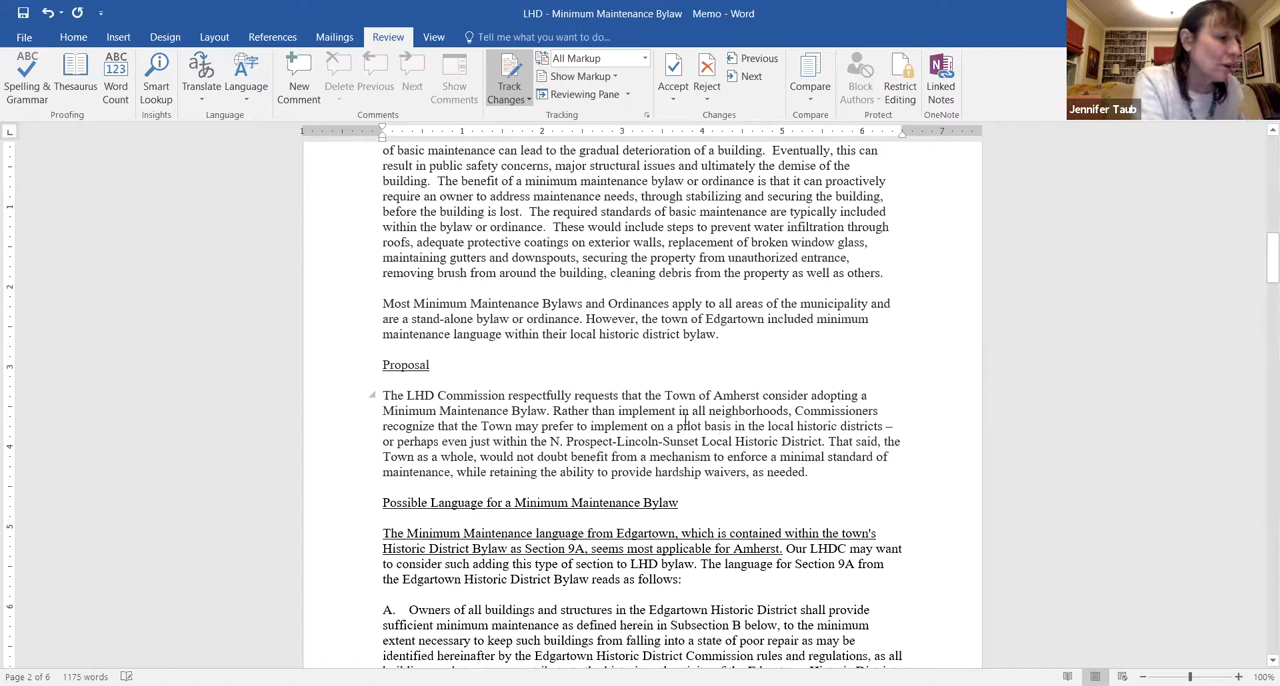 LHD - Minimum Maintenance Bylaw Memo - Word
File Home Insert Design Layout References Mailings Review View Tell me what you want to do...
Spelling & Grammar Thesaurus Word Count Smart Lookup Translate Language New Comment Delete Previous Next Show Comments Track Changes All Markup Show Markup Reviewing Pane Accept Reject Previous Next Compare Block Authors Restrict Editing Linked Notes
Proofing Insights Language Comments Tracking Changes Compare Protect OneNote
Jennifer Taub
1 1 2 3 4 5 6 7
of basic maintenance can lead to the gradual deterioration of a building. Eventually, this can
result in public safety concerns, major structural issues and ultimately the demise of the
building. The benefit of a minimum maintenance bylaw or ordinance is that it can proactively
require an owner to address maintenance needs, through stabilizing and securing the building,
before the building is lost. The required standards of basic maintenance are typically included
within the bylaw or ordinance. These would include steps to prevent water infiltration through
roofs, adequate protective coatings on exterior walls, replacement of broken window glass,
maintaining gutters and downspouts, securing the property from unauthorized entrance,
removing brush from around the building, cleaning debris from the property as well as others.
Most Minimum Maintenance Bylaws and Ordinances apply to all areas of the municipality and
are a stand-alone bylaw or ordinance. However, the town of Edgartown included minimum
maintenance language within their local historic district bylaw.
Proposal
The LHD Commission respectfully requests that the Town of Amherst consider adopting a
Minimum Maintenance Bylaw. Rather than implement in all neighborhoods, Commissioners
recognize that the Town may prefer to implement on a pilot basis in the local historic districts –
or perhaps even just within the N. Prospect-Lincoln-Sunset Local Historic District. That said, the
Town as a whole, would not doubt benefit from a mechanism to enforce a minimal standard of
maintenance, while retaining the ability to provide hardship waivers, as needed.
Possible Language for a Minimum Maintenance Bylaw
The Minimum Maintenance language from Edgartown, which is contained within the town's
Historic District Bylaw as Section 9A, seems most applicable for Amherst. Our LHDC may want
to consider such adding this type of section to LHD bylaw. The language for Section 9A from
the Edgartown Historic District Bylaw reads as follows:
A. Owners of all buildings and structures in the Edgartown Historic District shall provide
sufficient minimum maintenance as defined herein in Subsection B below, to the minimum
extent necessary to keep such buildings from falling into a state of poor repair as may be
identified hereinafter by the Edgartown Historic District Commission rules and regulations, as all
Page 2 of 6 1175 words 100%